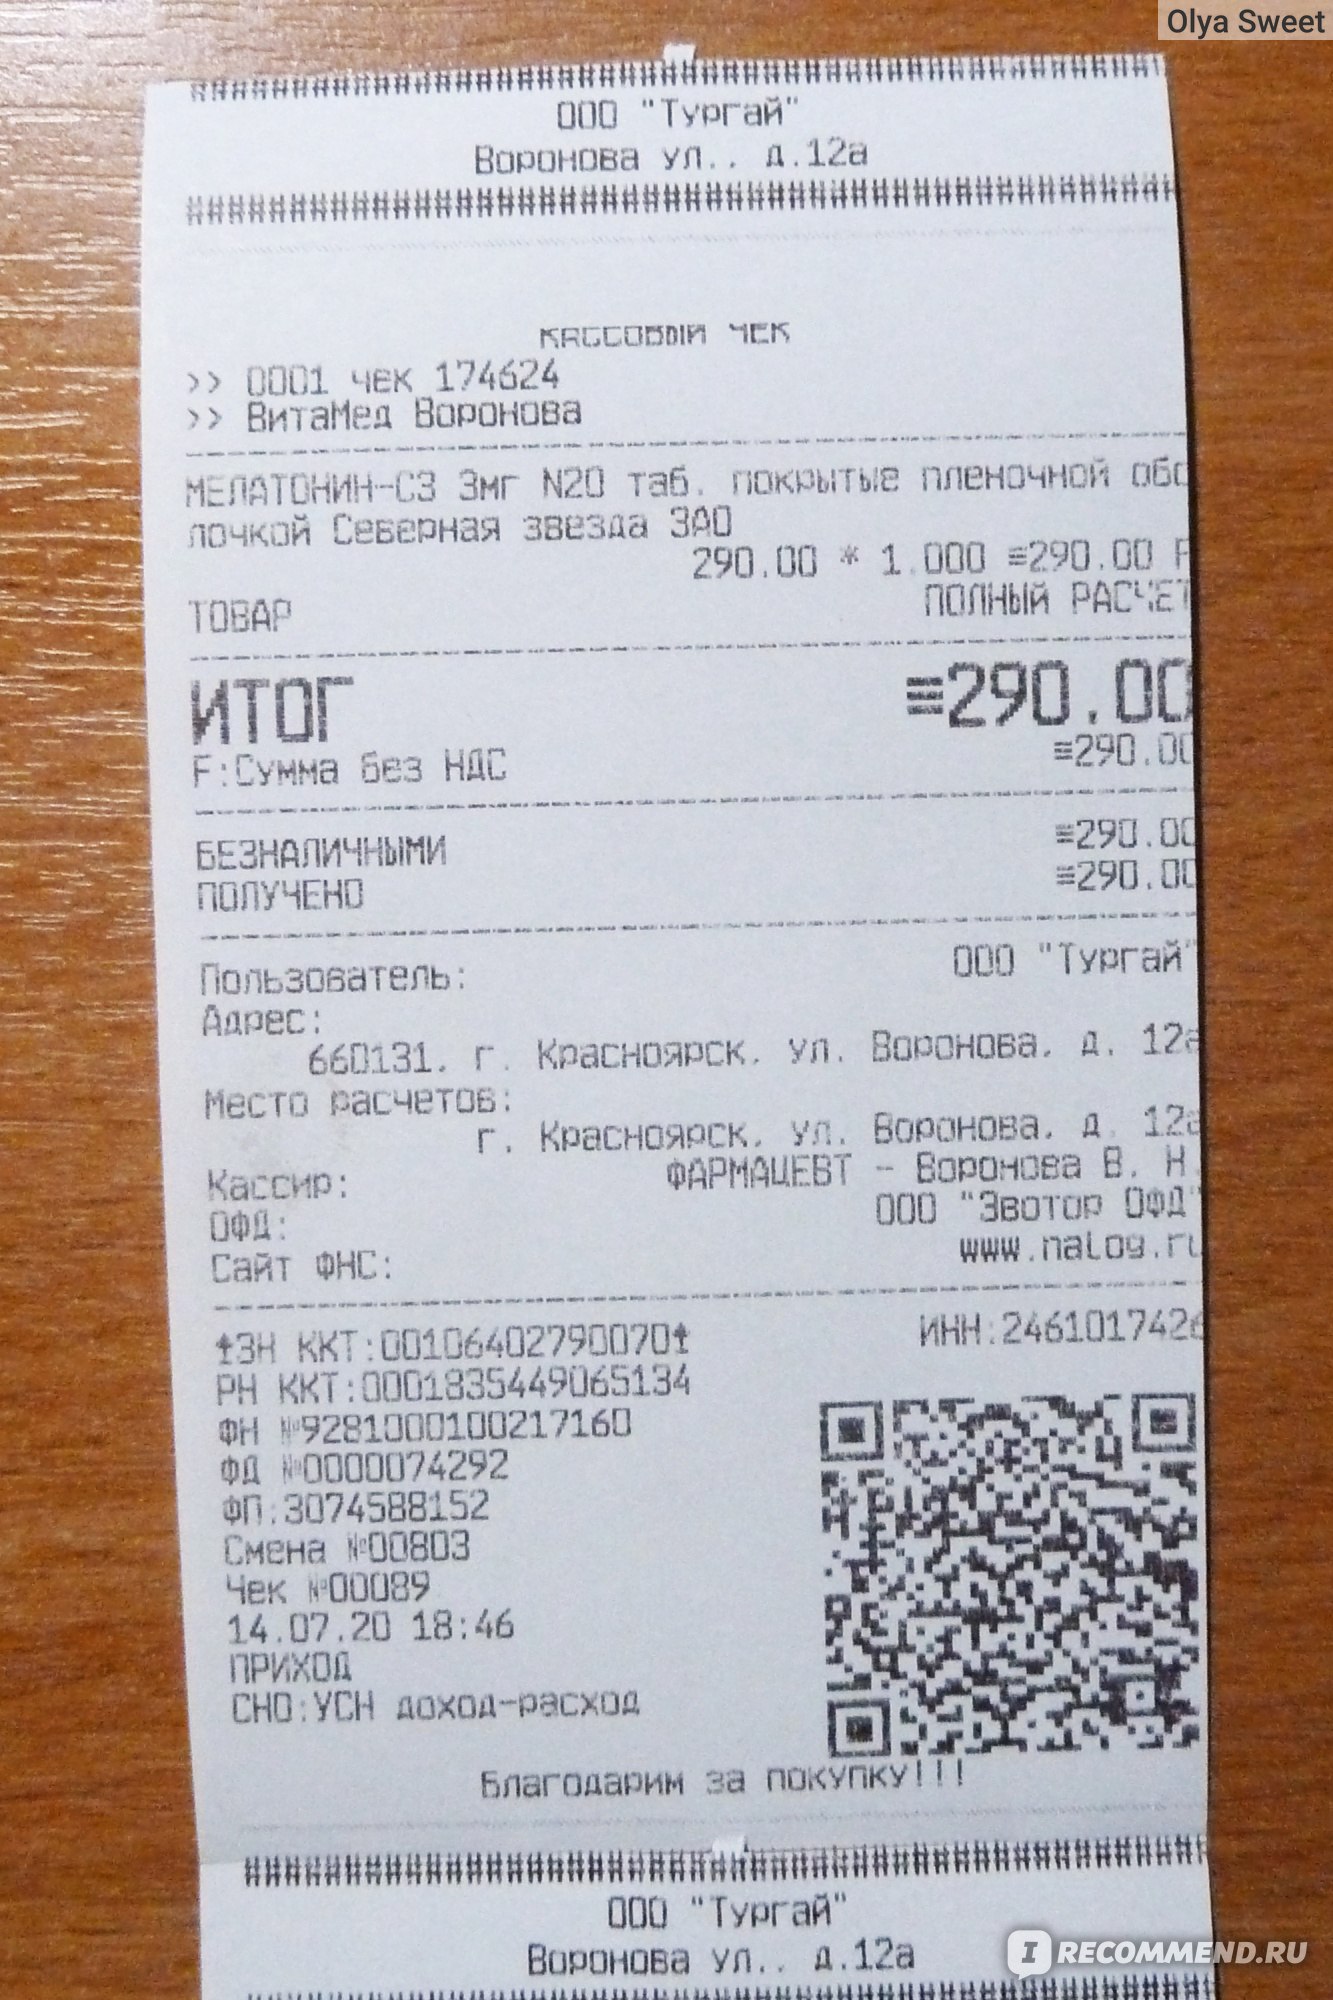 Olya Sweet
##############################################
ООО "Тургай"
Воронова ул.. д.12а
##############################################
КАССОВЫЙ ЧЕК
>> 0001 чек 174624
>> ВитаМед Воронова
МЕЛАТОНИН-СЗ 3мг N20 таб. покрытые пленочной обо
лочкой Северная звезда ЗАО
290.00 * 1.000 ≡290.00 F
ТОВАР ПОЛНЫЙ РАСЧЕТ
ИТОГ ≡290.00
F:Сумма без НДС ≡290.00
БЕЗНАЛИЧНЫМИ ≡290.00
ПОЛУЧЕНО ≡290.00
Пользователь: ООО "Тургай"
Адрес:
660131, г. Красноярск, ул. Воронова, д. 12а
Место расчетов:
г. Красноярск, ул. Воронова, д. 12а
Кассир: ФАРМАЦЕВТ - Воронова В. Н.
ОФД: ООО "Эвотор ОФД"
Сайт ФНС: www.nalog.ru
ЗН ККТ:00106402790070 ИНН:2461017426
РН ККТ:0001835449065134
ФН №9281000100217160
ФД №0000074292
ФП:3074588152
Смена №00803
Чек №00089
14.07.20 18:46
ПРИХОД
СНО:УСН доход-расход
Благодарим за покупку!!!
##############################################
ООО "Тургай"
Воронова ул.. д.12а
I RECOMMEND.RU